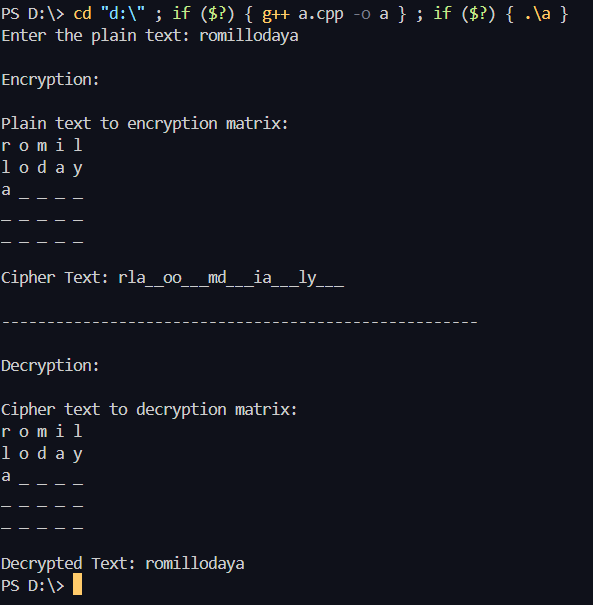 PS D:\> cd "d:\" ; if ($?) { g++ a.cpp -o a } ; if ($?) { .\a }
Enter the plain text: romillodaya
Encryption:
Plain text to encryption matrix:
r o m i l
l o d a y
a _ _ _ _
_ _ _ _ _
_ _ _ _ _
Cipher Text: rla__oo___md___ia___ly___
-----------------------------------------------------
Decryption:
Cipher text to decryption matrix:
r o m i l
l o d a y
a _ _ _ _
_ _ _ _ _
_ _ _ _ _
Decrypted Text: romillodaya
PS D:\>